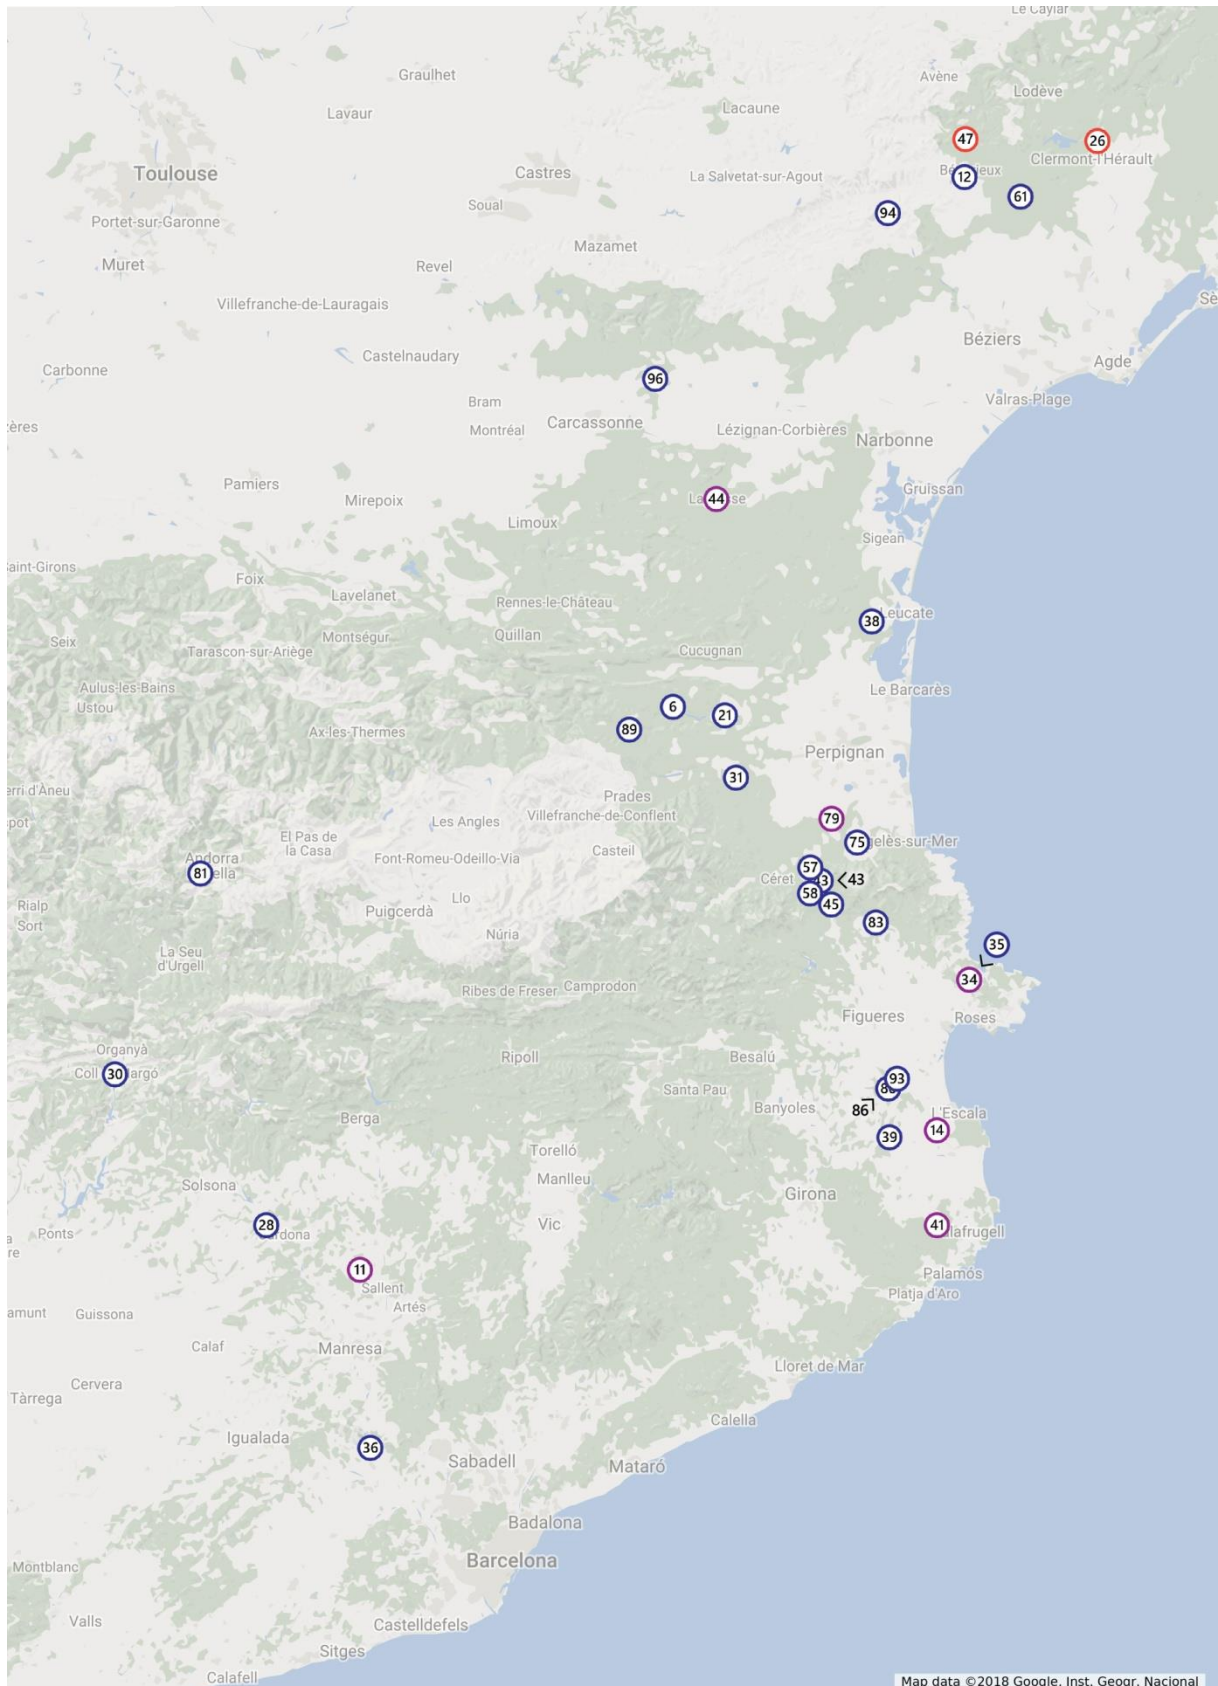 Le Caylar
Graulhet
Avène
Lavaur
Lacaune
Lodève
47
26
Clermont-l'Hérault
Toulouse
Castres
La Salvetat-sur-Agout
12
61
Soual
94
Portet-sur-Garonne
Mazamet
Muret
Revel
Villefranche-de-Lauragais
Béziers
Castelnaudary
Agde
Carbonne
96
Bram
Valras-Plage
Montréal
Carcassonne
Lézignan-Corbières
Narbonne
Pamiers
Mirepoix
44
Gruissan
Limoux
Sigean
Saint-Girons
Foix
Lavelanet
Rennes-le-Château
38
Leucate
Seix
Montségur
Quillan
Tarascon-sur-Ariège
Cucugnan
Aulus-les-Bains
Le Barcarès
Ustou
6
21
89
Ax-les-Thermes
Perpignan
31
erri d'Àneu
Prades
Villefranche-de-Conflent
79
Les Angles
El Pas de
la Casa
75
gelès-sur-Mer
Casteil
Font-Romeu-Odeillo-Via
57
81
Céret
43
43
58
45
Llo
Rialp
Sort
Puigcerdà
83
Núria
35
La Seu
d'Urgell
34
Ribes de Freser
Camprodon
Figueres
Roses
Organyà
Ripoll
Besalú
30
93
86
Santa Pau
Banyoles
L'Escala
Berga
14
39
Torelló
Manlleu
Solsona
Girona
28
Vic
41
Ponts
11
Sallent
Palamós
Artés
Platja d'Aro
amunt
Guissona
Calaf
Manresa
Lloret de Mar
Cervera
Tàrrega
Calella
Igualada
36
Sabadell
Mataró
Badalona
Barcelona
Montblanc
Valls
Castelldefels
Sitges
Calafell
Map data ©2018 Google, Inst. Geogr. Nacional